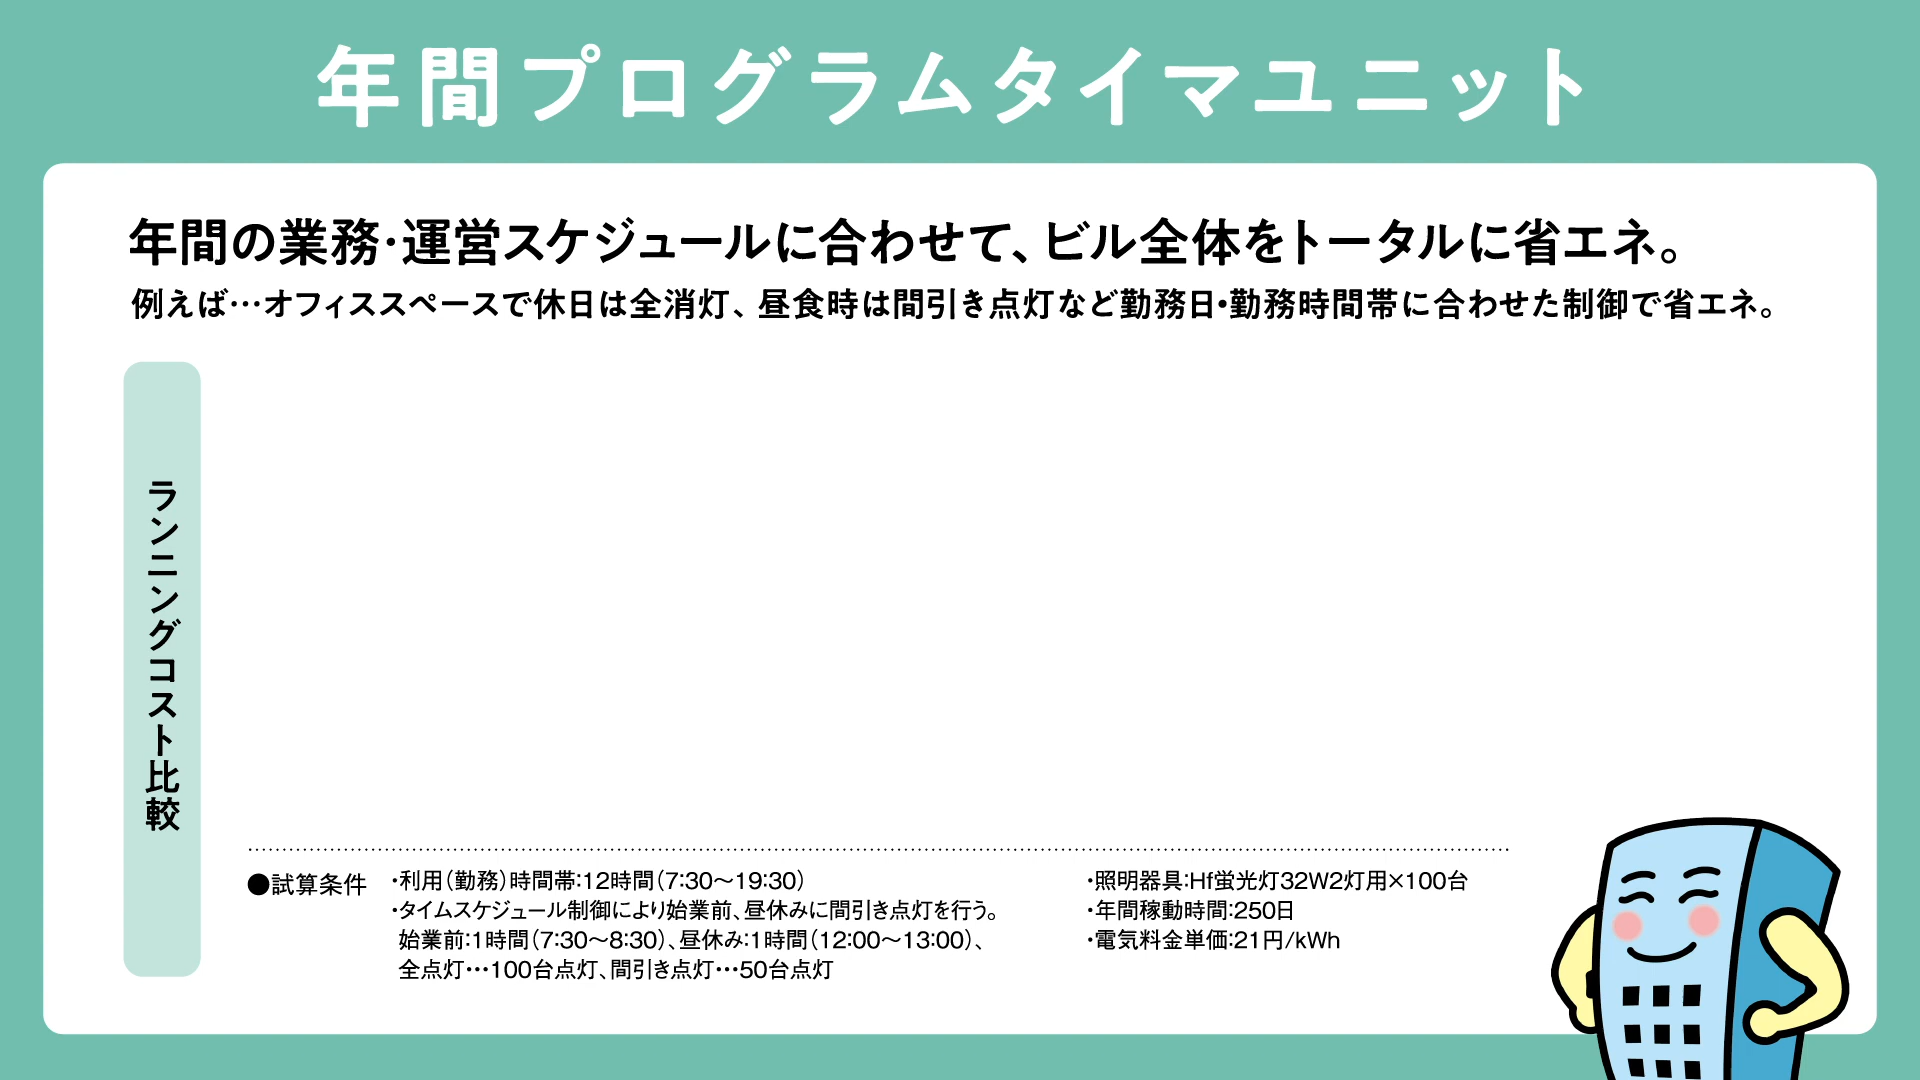 年間プログラムタイマユニット
年間の業務・運営スケジュールに合わせて、ビル全体をトータルに省エネ。
例えば…オフィススペースで休日は全消灯、昼食時は間引き点灯など勤務日・勤務時間帯に合わせた制御で省エネ。
ランニングコスト比較
●試算条件
・利用（勤務）時間帯:12時間（7:30〜19:30）
・タイムスケジュール制御により始業前、昼休みに間引き点灯を行う。
始業前:1時間（7:30〜8:30）、昼休み:1時間（12:00〜13:00）、
全点灯…100台点灯、間引き点灯…50台点灯
・照明器具:Hf蛍光灯32W2灯用×100台
・年間稼動時間:250日
・電気料金単価:21円/kWh